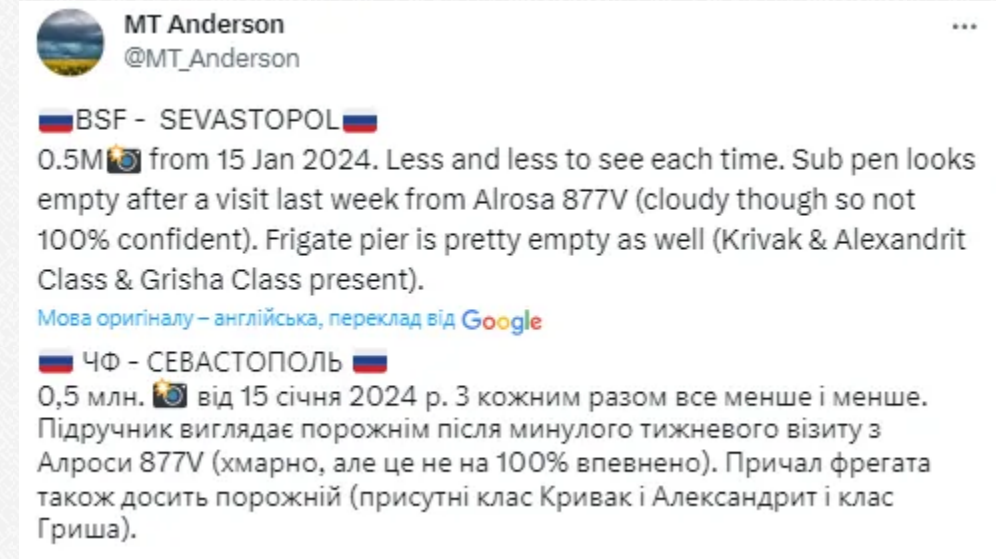 MT Anderson
@MT_Anderson
🇷🇺BSF - SEVASTOPOL🇷🇺
0.5M📸 from 15 Jan 2024. Less and less to see each time. Sub pen looks
empty after a visit last week from Alrosa 877V (cloudy though so not
100% confident). Frigate pier is pretty empty as well (Krivak & Alexandrit
Class & Grisha Class present).
Мова оригіналу – англійська, переклад від Google
🇷🇺 ЧФ - СЕВАСТОПОЛЬ 🇷🇺
0,5 млн. 📸 від 15 січня 2024 р. З кожним разом все менше і менше.
Підручник виглядає порожнім після минулого тижневого візиту з
Алроси 877V (хмарно, але це не на 100% впевнено). Причал фрегата
також досить порожній (присутні клас Кривак і Александрит і клас
Гриша).